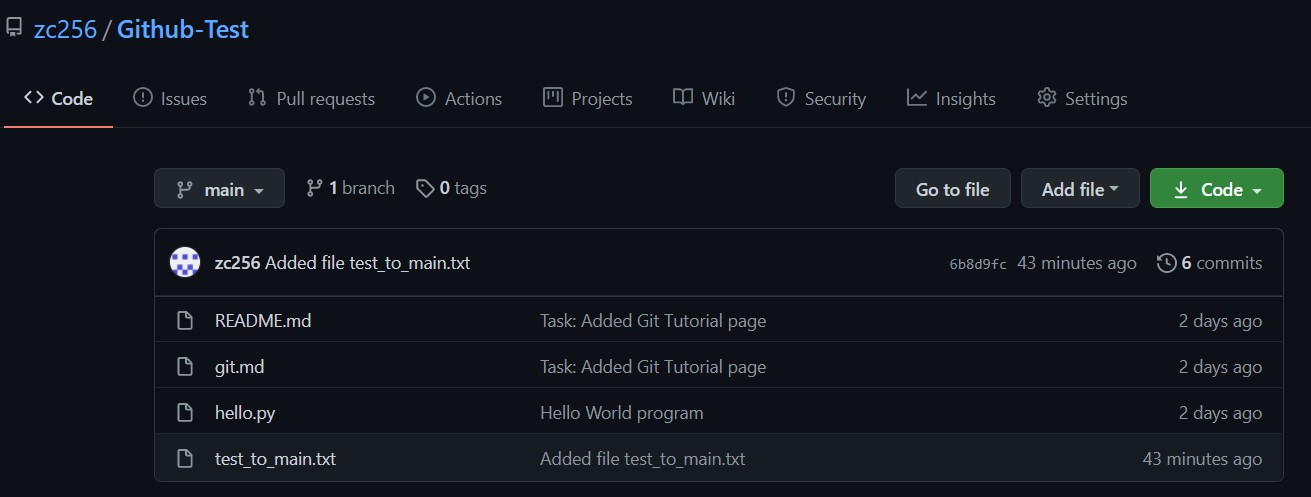 zc256 / Github-Test
Code Issues Pull requests Actions Projects Wiki Security Insights Settings
main 1 branch 0 tags Go to file Add file Code
zc256 Added file test_to_main.txt 6b8d9fc 43 minutes ago 6 commits
README.md Task: Added Git Tutorial page 2 days ago
git.md Task: Added Git Tutorial page 2 days ago
hello.py Hello World program 2 days ago
test_to_main.txt Added file test_to_main.txt 43 minutes ago